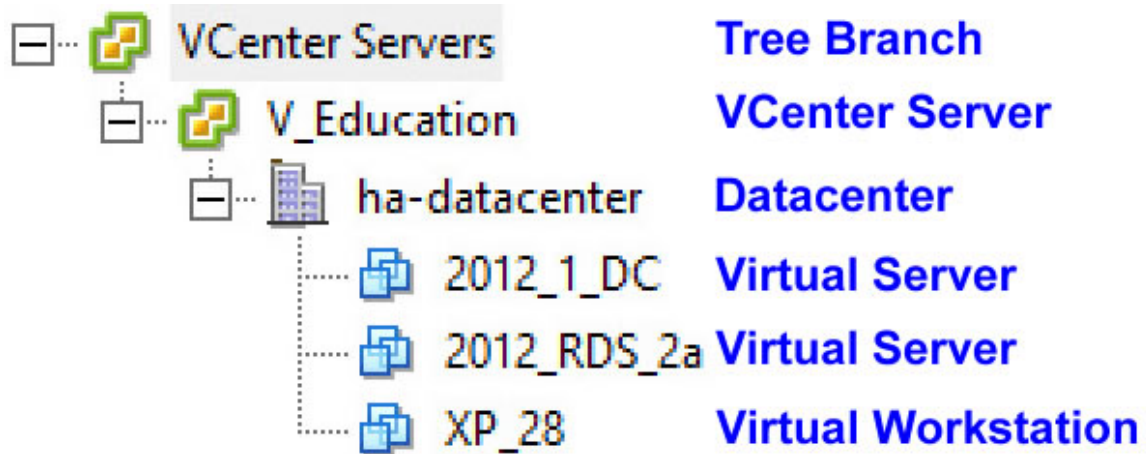 VCenter Servers Tree Branch
V_Education VCenter Server
ha-datacenter Datacenter
2012_1_DC Virtual Server
2012_RDS_2a Virtual Server
XP_28 Virtual Workstation